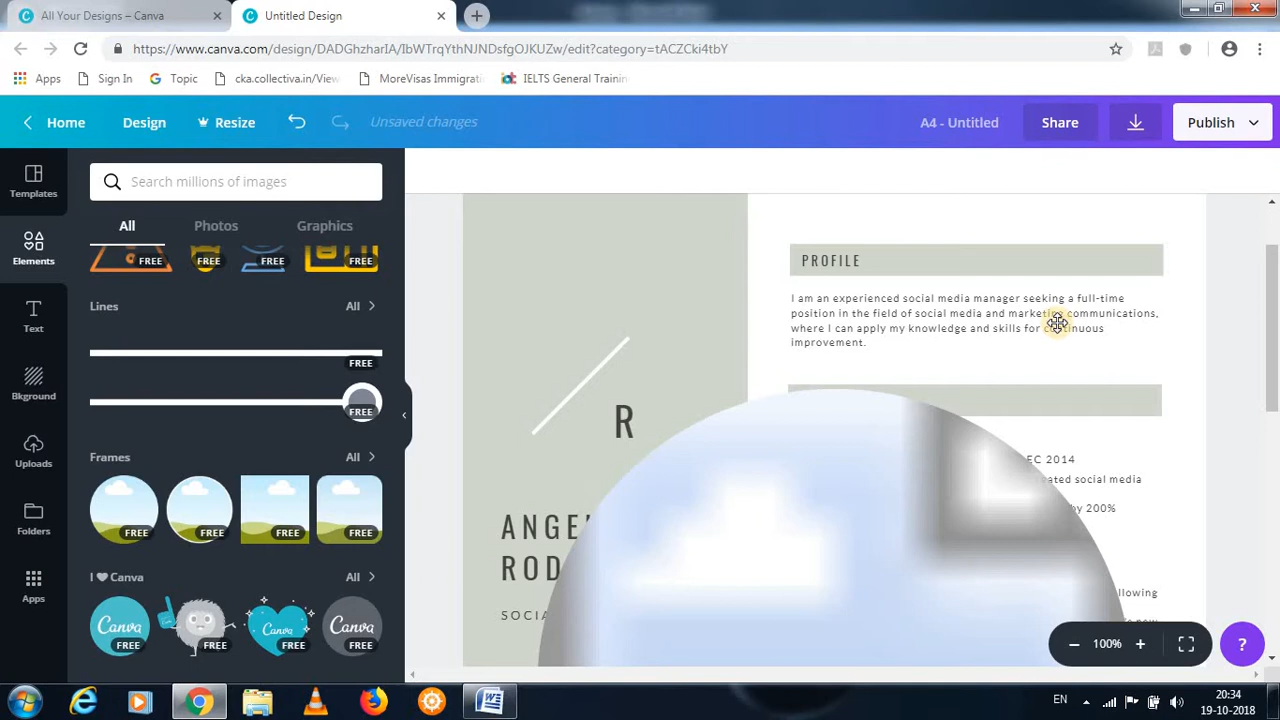 All Your Designs – Canva
Untitled Design
https://www.canva.com/design/DADGhzharIA/IbWTrqYthNJNDsfgOJKUZw/edit?category=tACZCki4tbY
Apps
Sign In
Topic
cka.collectiva.in/View
MoreVisas Immigrati
IELTS General Trainin
Home
Design
Resize
Unsaved changes
A4 - Untitled
Share
Publish
Templates
Elements
Text
Bkground
Uploads
Folders
Apps
Search millions of images
All
Photos
Graphics
FREE
FREE
FREE
FREE
Lines
All
FREE
FREE
Frames
All
FREE
FREE
FREE
FREE
I
Canva
All
Canva
FREE
FREE
Canva
FREE
Canva
FREE
PROFILE
I am an experienced social media manager seeking a full-time
position in the field of social media and marketing communications,
where I can apply my knowledge and skills for continuous
improvement.
R
ANGE
ROD
SOCIA
EC 2014
ated social media
by 200%
llowing
100%
?
EN
20:34
19-10-2018